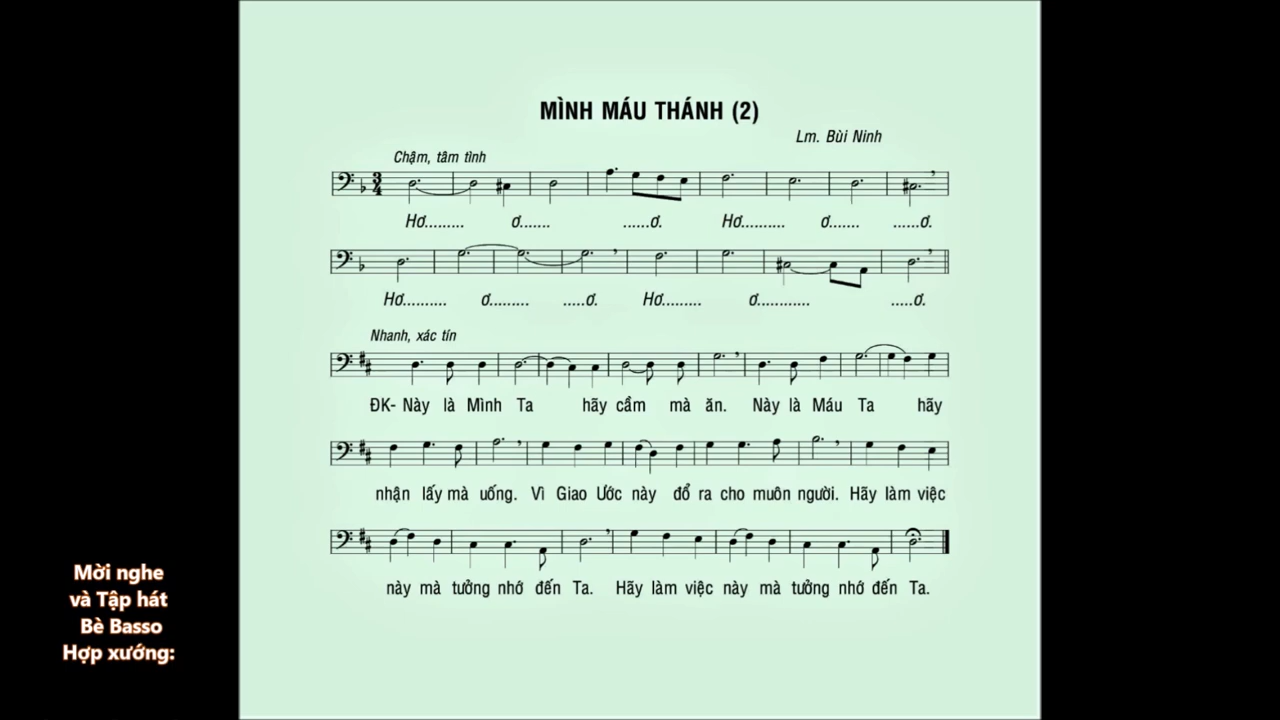 MÌNH MÁU THÁNH (2)
Lm. Bùi Ninh
Chậm, tâm tình
3
4
Hơ......... ơ....... ......ơ. Hơ.......... ơ....... ......ơ.
Hơ.......... ơ......... .....ơ. Hơ......... ơ............ .....ơ.
Nhanh, xác tín
ĐK- Này là Mình Ta hãy cầm mà ăn. Này là Máu Ta hãy
nhận lấy mà uống. Vì Giao Ước này đổ ra cho muôn người. Hãy làm việc
này mà tưởng nhớ đến Ta. Hãy làm việc này mà tưởng nhớ đến Ta.
Mời nghe
và Tập hát
Bè Basso
Hợp xướng: